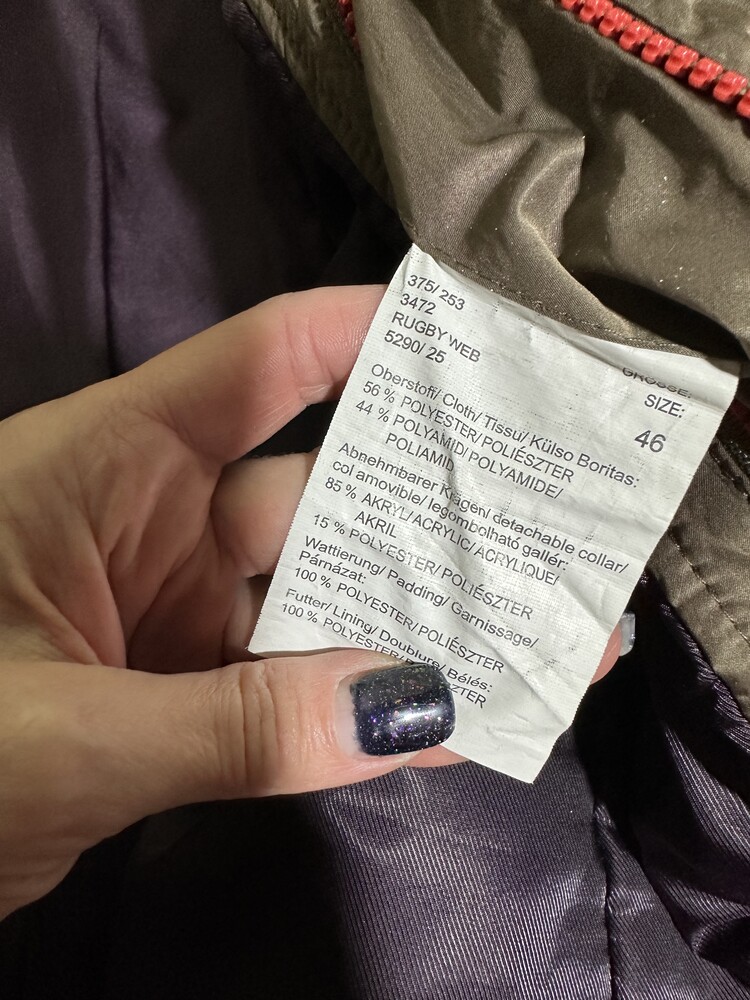 375/ 253
3472
RUGBY WEB
5290/ 25
GRÖSSE:
SIZE:
46
Oberstoff/ Cloth/ Tissu/ Külso Boritas:
56 % POLYESTER/ POLIÉSZTER
44 % POLYAMID/ POLYAMIDE/
POLIAMID
Abnehmbarer Kragen/ detachable collar/
col amovible/ legombolható gallér:
85 % AKRYL/ ACRYLIC/ ACRYLIQUE/
AKRIL
15 % POLYESTER/ POLIÉSZTER
Wattierung/ Padding/ Garnissage/
Párnázat:
100 % POLYESTER/ POLIÉSZTER
Futter/ Lining/ Doublure/ Bélés:
100 % POLYESTER/